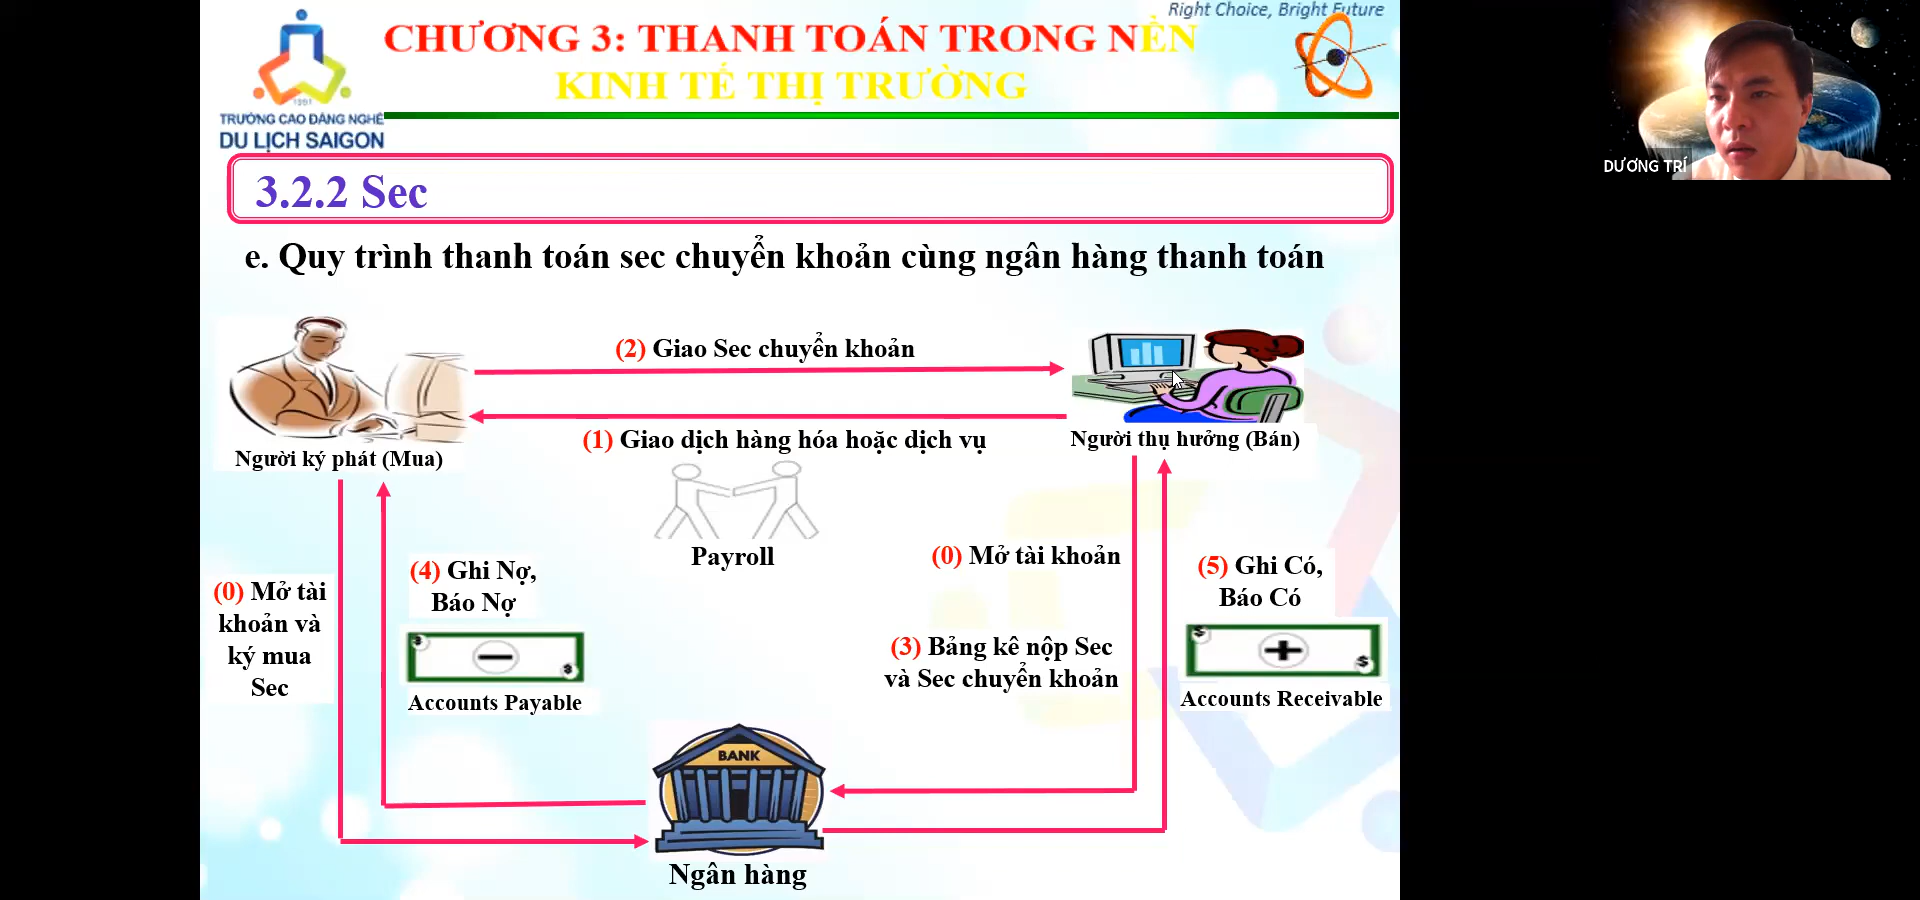 Right Choice, Bright Future
CHƯƠNG 3: THANH TOÁN TRONG NỀN
KINH TẾ THỊ TRƯỜNG
1991
TRƯỜNG CAO ĐẲNG NGHỀ
DU LỊCH SAIGON
DƯƠNG TRÍ
3.2.2 Sec
e. Quy trình thanh toán sec chuyển khoản cùng ngân hàng thanh toán
(2) Giao Sec chuyển khoản
(1) Giao dịch hàng hóa hoặc dịch vụ
Người ký phát (Mua)
Người thụ hưởng (Bán)
Payroll
(0) Mở tài
khoản và
ký mua
Sec
(4) Ghi Nợ,
Báo Nợ
$
$
Accounts Payable
(0) Mở tài khoản
(3) Bảng kê nộp Sec
và Sec chuyển khoản
(5) Ghi Có,
Báo Có
$
$
Accounts Receivable
BANK
Ngân hàng